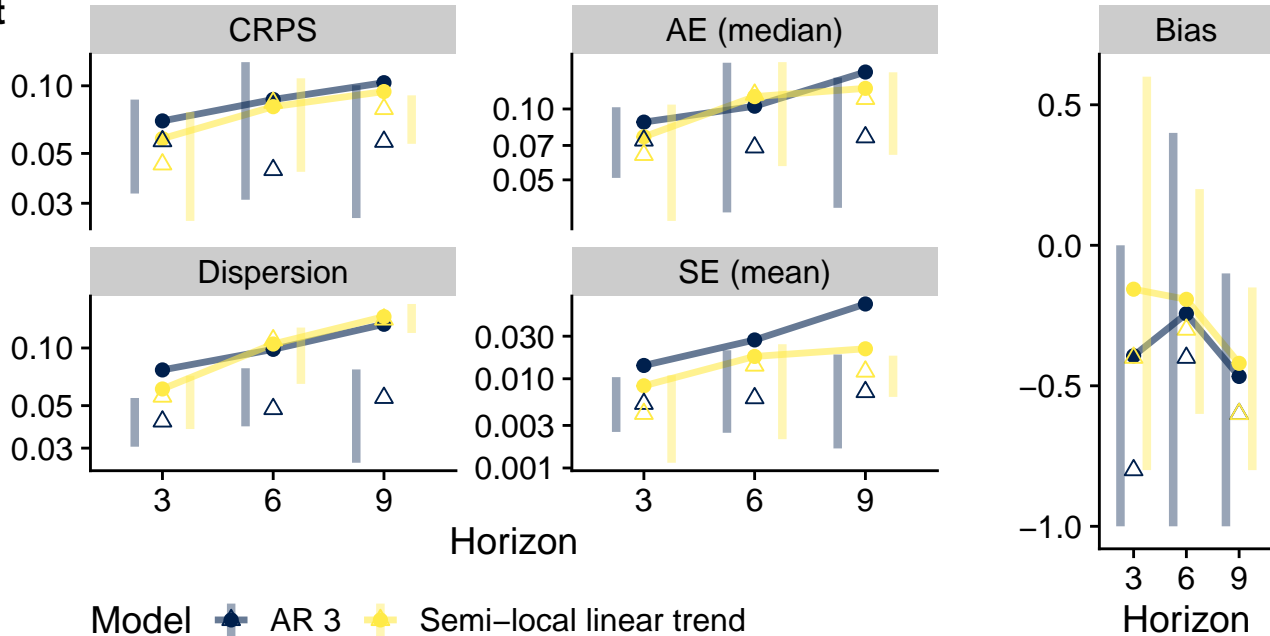 t
CRPS
AE (median)
Bias
0.10
0.05
0.03
0.10
0.07
0.05
0.5
0.0
−0.5
−1.0
Dispersion
SE (mean)
0.10
0.05
0.03
0.030
0.010
0.003
0.001
3 6 9
3 6 9
3 6 9
Horizon
Horizon
Model AR 3 Semi−local linear trend